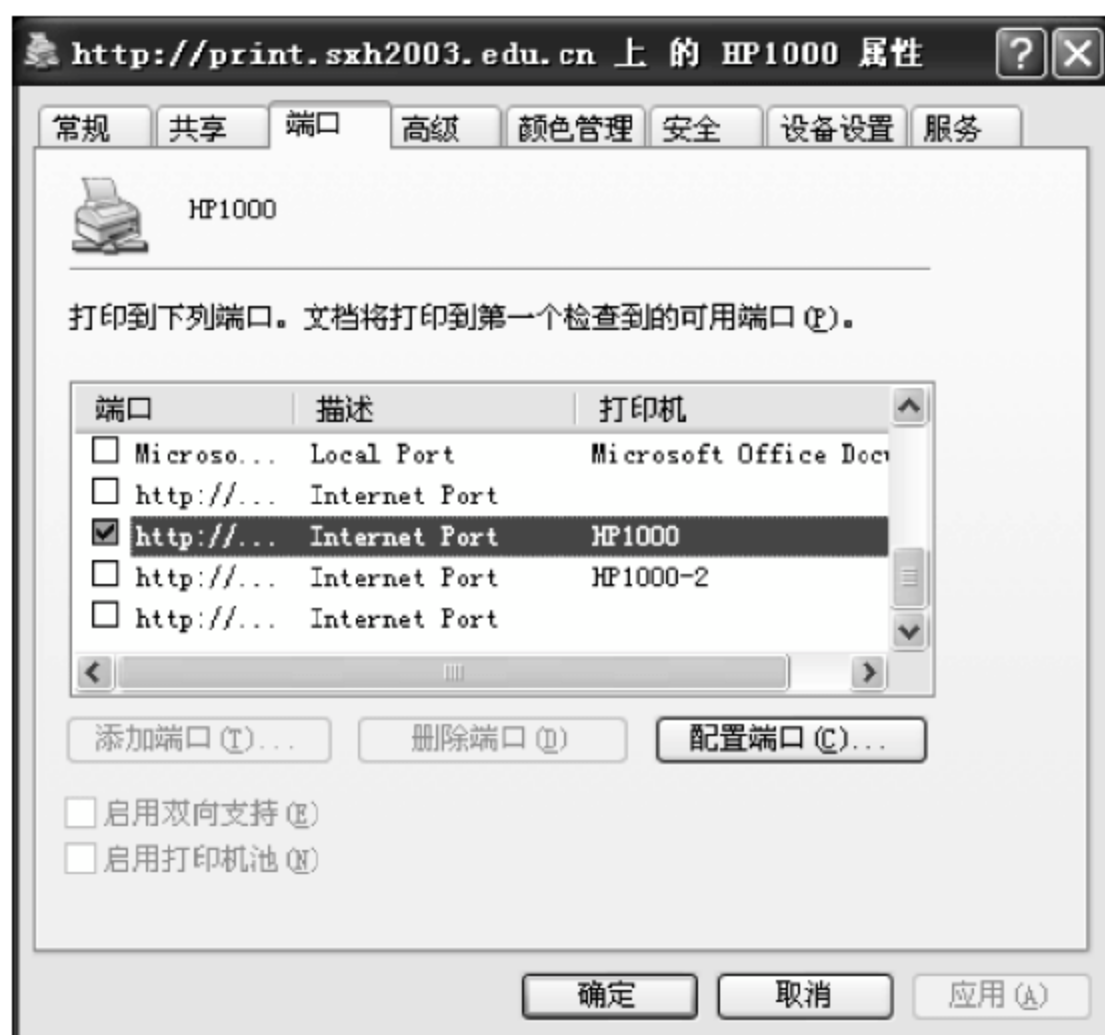 http://print.sxh2003.edu.cn 上 的 HP1000 属性
常规 共享 端口 高级 颜色管理 安全 设备设置 服务
HP1000
打印到下列端口。文档将打印到第一个检查到的可用端口(P)。
端口 描述 打印机
Microso... Local Port Microsoft Office Docu
http://... Internet Port
http://... Internet Port HP1000
http://... Internet Port HP1000-2
http://... Internet Port
添加端口(T)... 删除端口(D) 配置端口(C)...
启用双向支持(E)
启用打印机池(N)
确定 取消 应用(A)